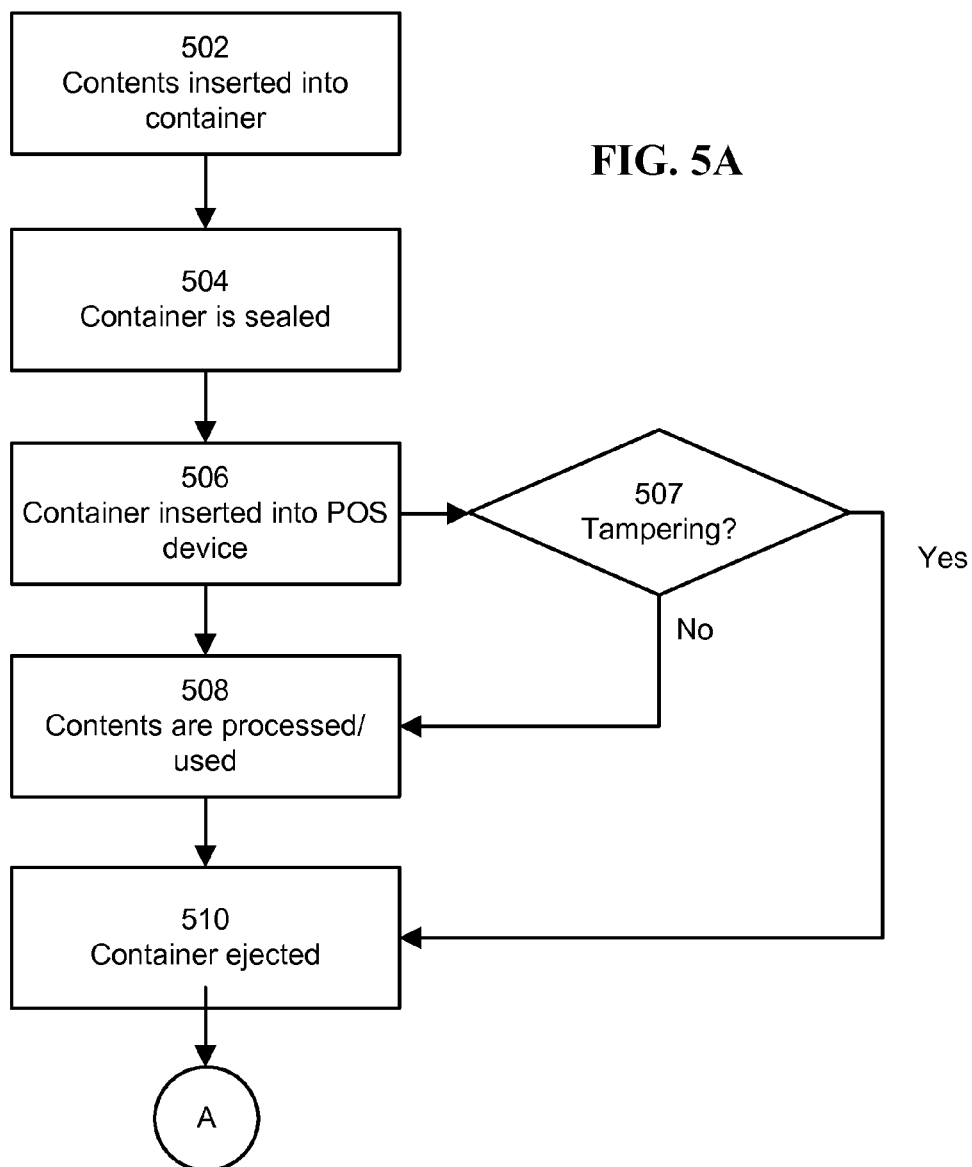 502
Contents inserted into
container
FIG. 5A
504
Container is sealed
506
Container inserted into POS
device
507
Tampering?
Yes
No
508
Contents are processed/
used
510
Container ejected
A